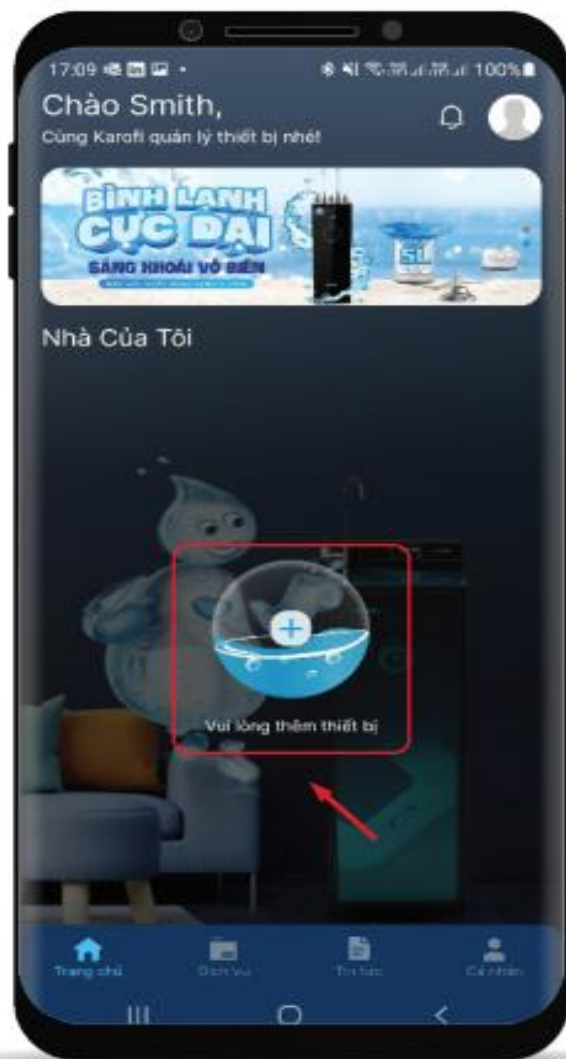 17:09
100%
Chào Smith,
Cùng Karofi quản lý thiết bị nhé!
BÌNH LẠNH
CỰC ĐẠI
SẢNG KHOÁI VÔ BIÊN
5L
Nhà Của Tôi
Vui lòng thêm thiết bị
Trang chủ
Dịch Vụ
Tin tức
Cá nhân